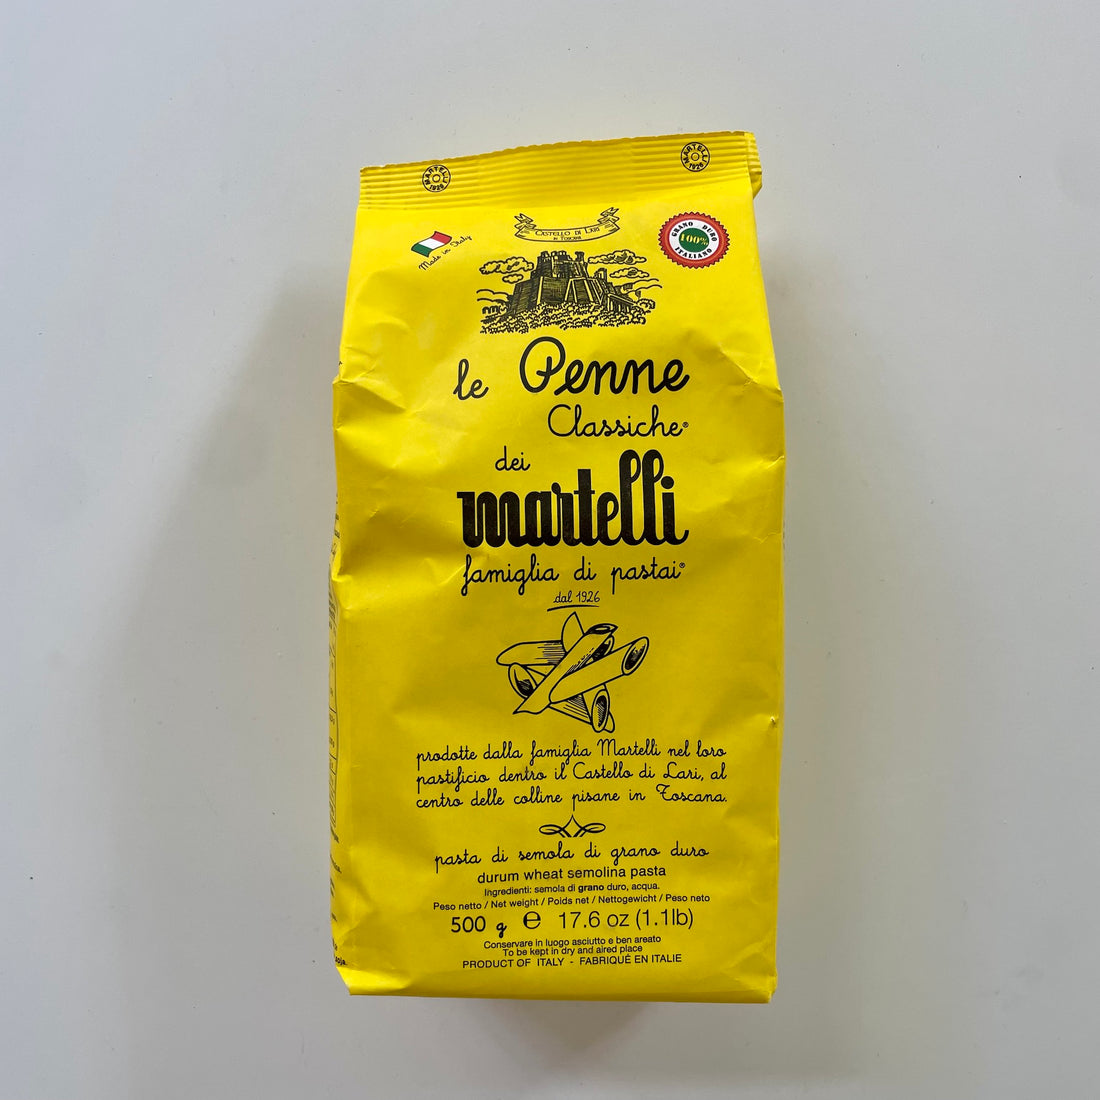 MARTELLI 1926
MARTELLI 1926
CASTELLO DI LARI
IN TOSCANA
Made in Italy
GRANO DURO
100%
ITALIANO
le Penne
Classiche®
dei
martelli
famiglia di pastai®
dal 1926
prodotte dalla famiglia Martelli nel loro
pastificio dentro il Castello di Lari, al
centro delle colline pisane in Toscana.
pasta di semola di grano duro
durum wheat semolina pasta
Ingredienti: semola di grano duro, acqua.
Peso netto / Net weight / Poids net / Nettogewicht / Peso neto
500 g e 17.6 oz (1.1lb)
Conservare in luogo asciutto e ben areato
To be kept in dry and aired place
PRODUCT OF ITALY - FABRIQUÉ EN ITALIE